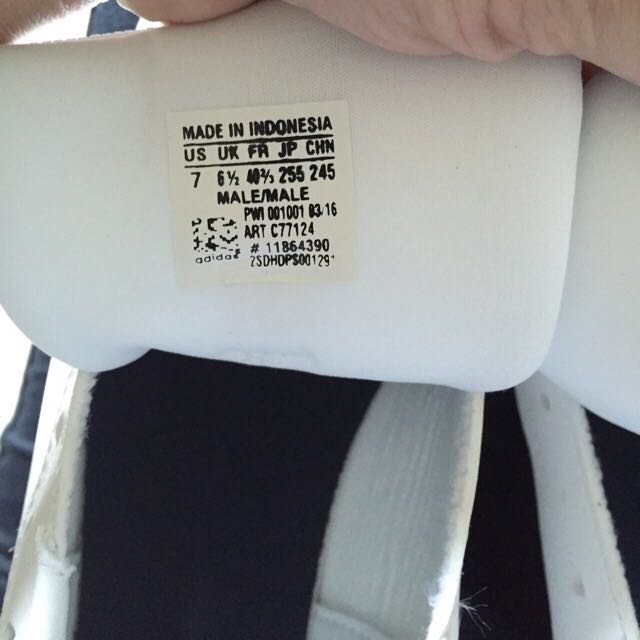 MADE IN INDONESIA
US UK FR JP CHN
7 6½ 40⅔ 255 245
MALE/MALE
PWI 001001 03/16
ART C77124
# 11864390
adidas 2SDHDPS001291